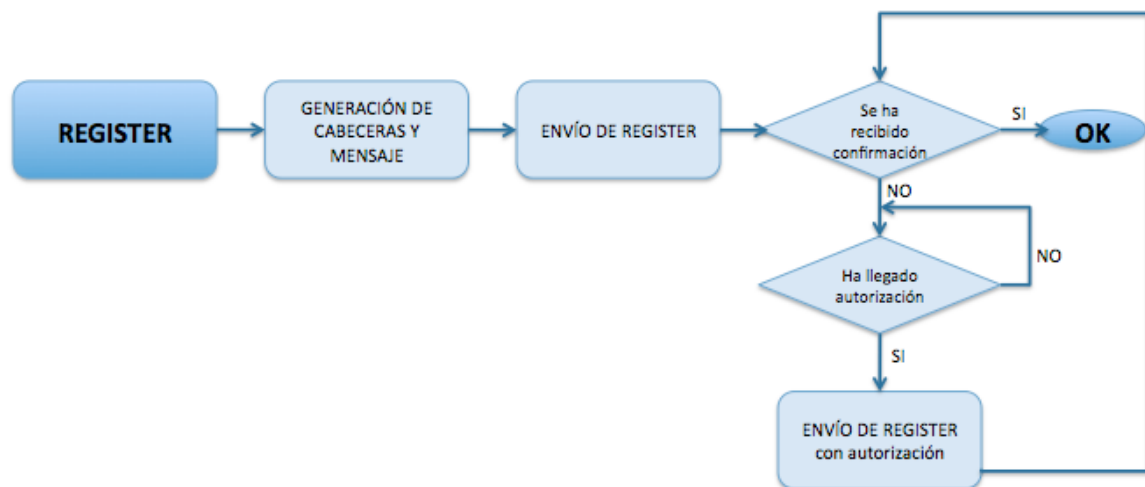 REGISTER
GENERACIÓN DE
CABECERAS Y
MENSAJE
ENVÍO DE REGISTER
Se ha
recibido
confirmación
SI
OK
NO
Ha llegado
autorización
NO
SI
ENVÍO DE REGISTER
con autorización